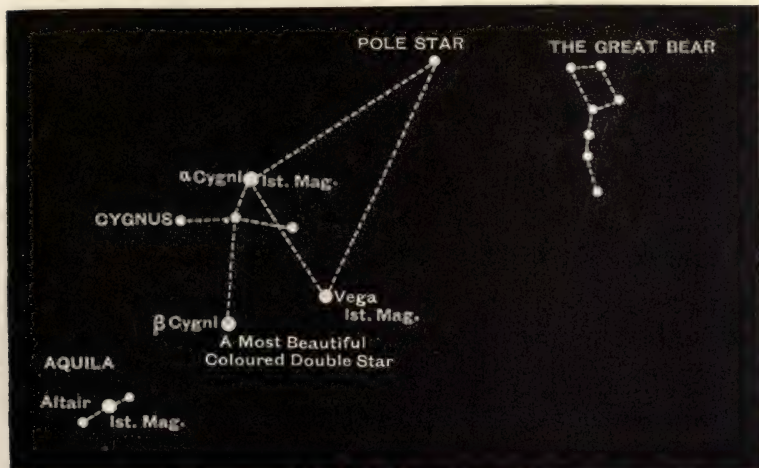 POLE STAR
THE GREAT BEAR
α Cygni Ist. Mag.
CYGNUS
Vega
Ist. Mag.
β Cygni
A Most Beautiful
Coloured Double Star
AQUILA
Altair
Ist. Mag.